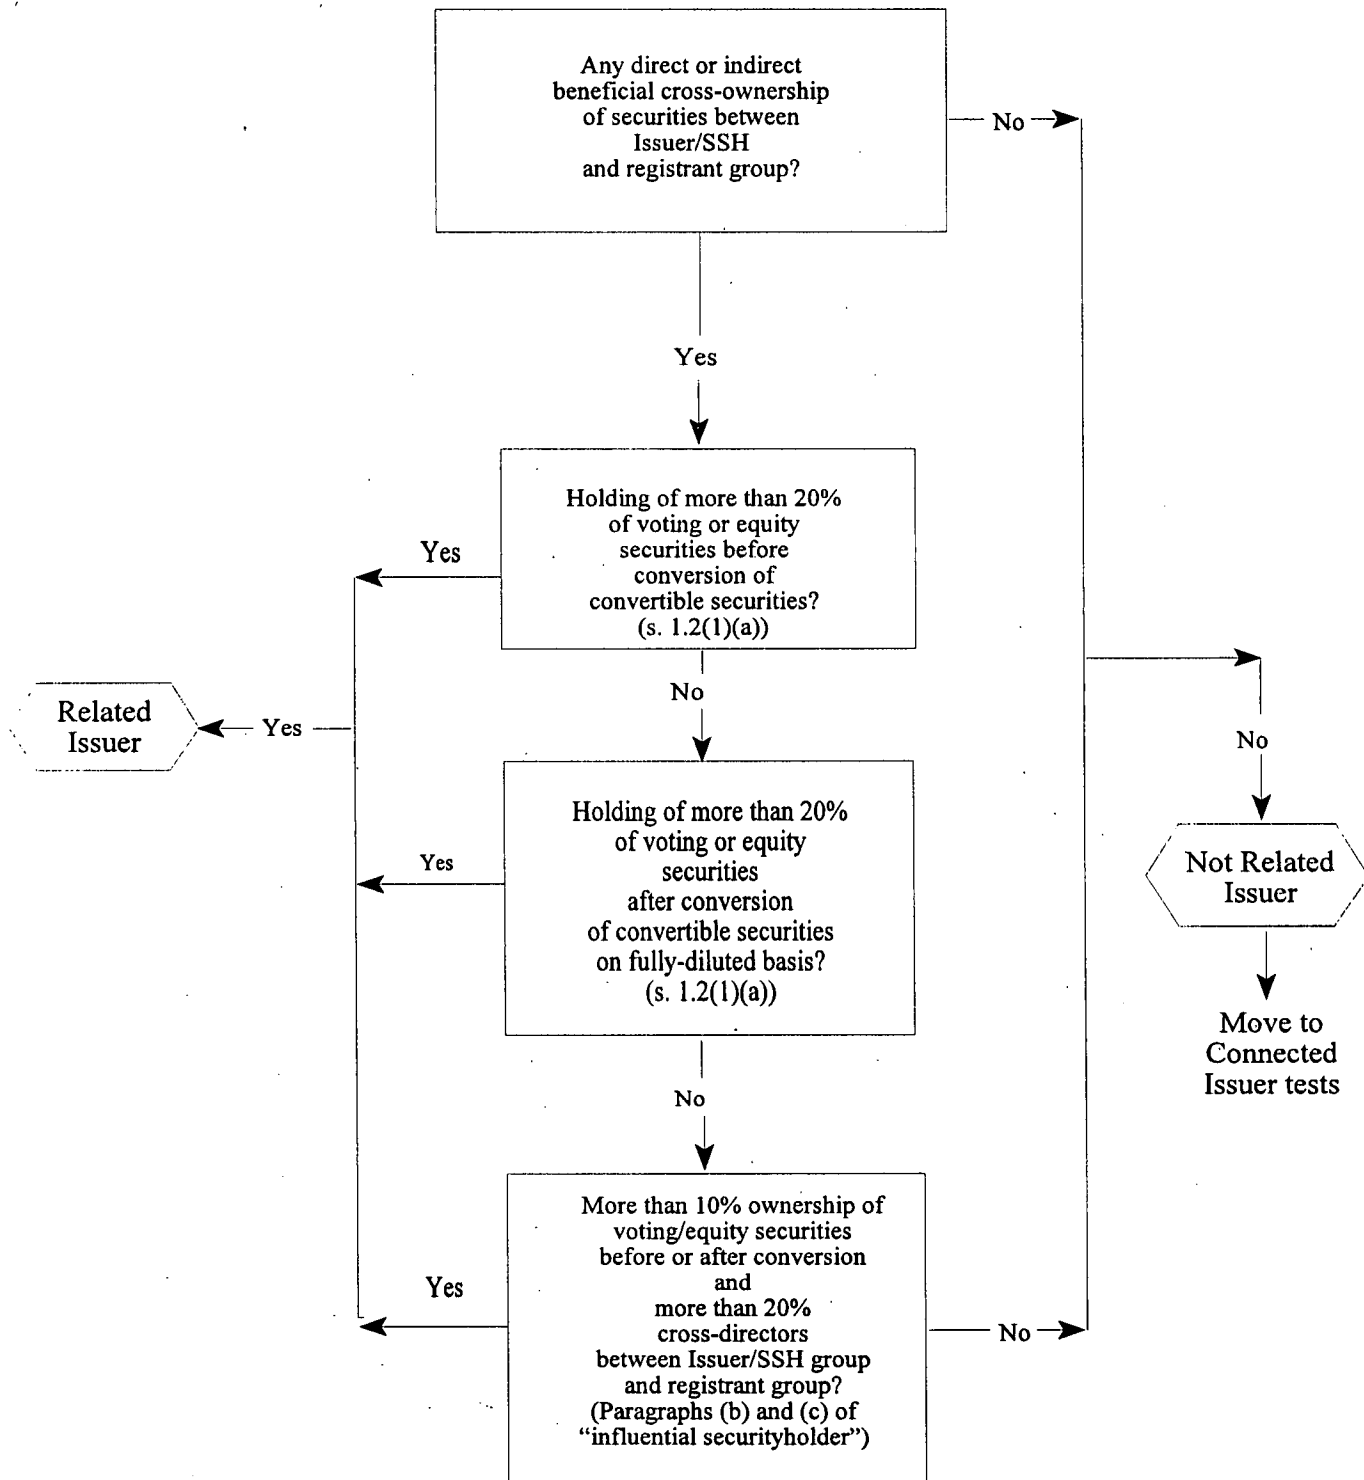 Any direct or indirect
beneficial cross-ownership
of securities between
Issuer/SSH
and registrant group?
No
Yes
Holding of more than 20%
of voting or equity
securities before
conversion of
convertible securities?
(s. 1.2(1)(a))
Yes
No
Related
Issuer
Yes
No
Holding of more than 20%
of voting or equity
securities
after conversion
of convertible securities
on fully-diluted basis?
(s. 1.2(1)(a))
Yes
Not Related
Issuer
Move to
Connected
Issuer tests
No
More than 10% ownership of
voting/equity securities
before or after conversion
and
more than 20%
cross-directors
between Issuer/SSH group
and registrant group?
(Paragraphs (b) and (c) of
“influential securityholder”)
Yes
No